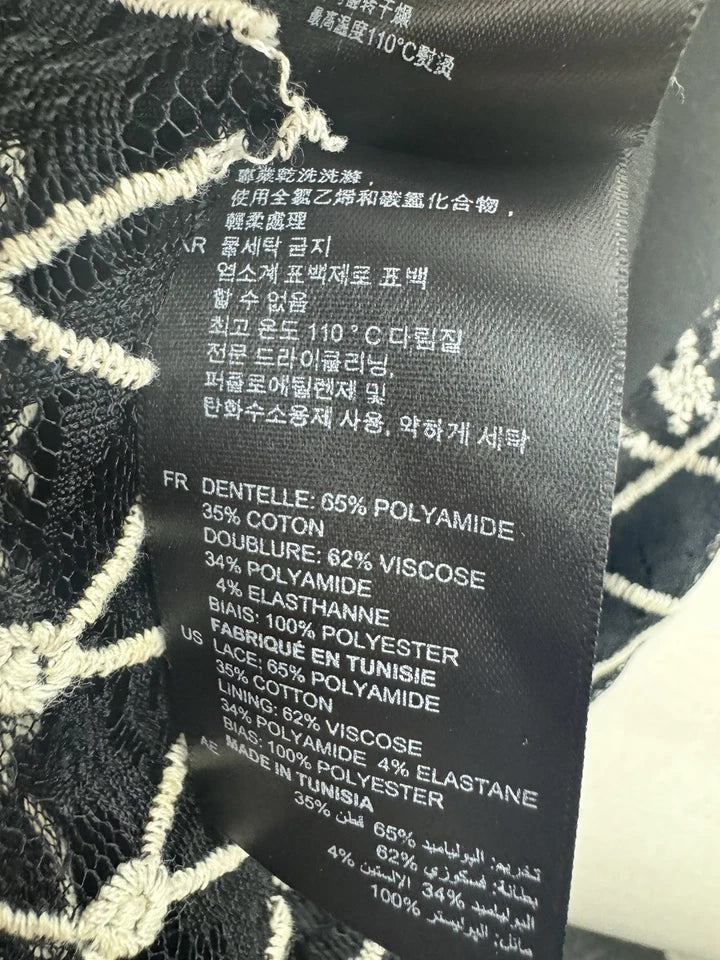 最高温度110°C熨燙
專業乾洗洗滌，
使用全氯乙烯和碳氫化合物，
輕柔處理
KR 물세탁 금지
염소계 표백제로 표백
할 수 없음
최고 온도 110°C 다림질
전문 드라이클리닝,
퍼클로에틸렌제 및
탄화수소용제 사용, 약하게 세탁
FR DENTELLE: 65% POLYAMIDE
35% COTON
DOUBLURE: 62% VISCOSE
34% POLYAMIDE
4% ELASTHANNE
BIAIS: 100% POLYESTER
FABRIQUÉ EN TUNISIE
US LACE: 65% POLYAMIDE
35% COTTON
LINING: 62% VISCOSE
34% POLYAMIDE 4% ELASTANE
BIAS: 100% POLYESTER
AE MADE IN TUNISIA
تخريم: البولياميد 65% قطن 35%
بطانة: فسكوزي 62%
البولياميد 34% الإلاستين 4%
مائل: البوليستر 100%